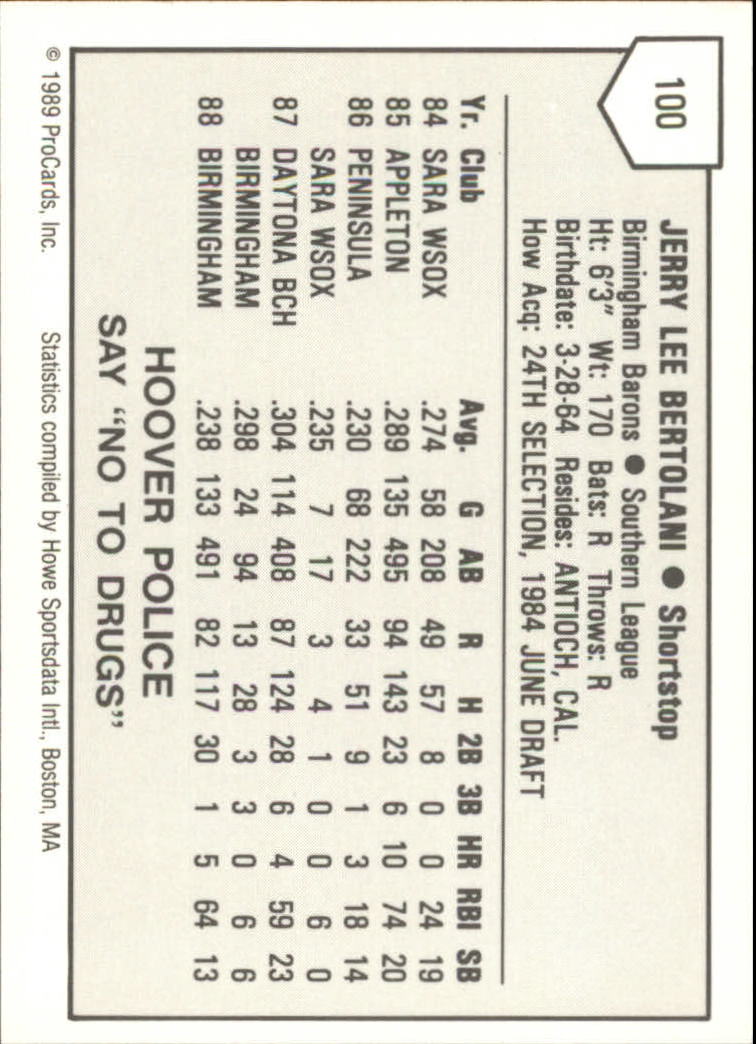 100
JERRY LEE BERTOLANI ● Shortstop
Birmingham Barons ● Southern League
Ht: 6'3" Wt: 170 Bats: R Throws: R
Birthdate: 3-28-64 Resides: ANTIOCH, CAL.
How Acq: 24TH SELECTION, 1984 JUNE DRAFT
Yr. Club Avg. G AB R H 2B 3B HR RBI SB
84 SARA WSOX .274 58 208 49 57 8 0 0 24 19
85 APPLETON .289 135 495 94 143 23 6 10 74 20
86 PENINSULA .230 68 222 33 51 9 1 3 18 14
SARA WSOX .235 7 17 3 4 1 0 0 6 0
87 DAYTONA BCH .304 114 408 87 124 28 6 4 59 23
BIRMINGHAM .298 24 94 13 28 3 3 0 6 6
88 BIRMINGHAM .238 133 491 82 117 30 1 5 64 13
HOOVER POLICE
SAY "NO TO DRUGS"
© 1989 ProCards, Inc. Statistics compiled by Howe Sportsdata Intl., Boston, MA